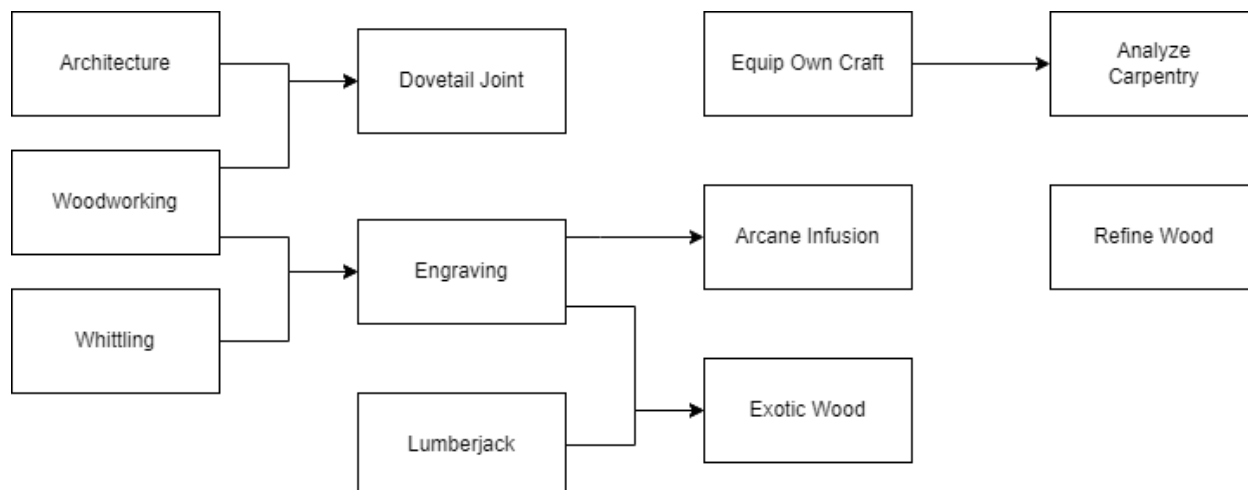 Architecture
Dovetail Joint
Equip Own Craft
Analyze
Carpentry
Woodworking
Whittling
Engraving
Arcane Infusion
Refine Wood
Lumberjack
Exotic Wood